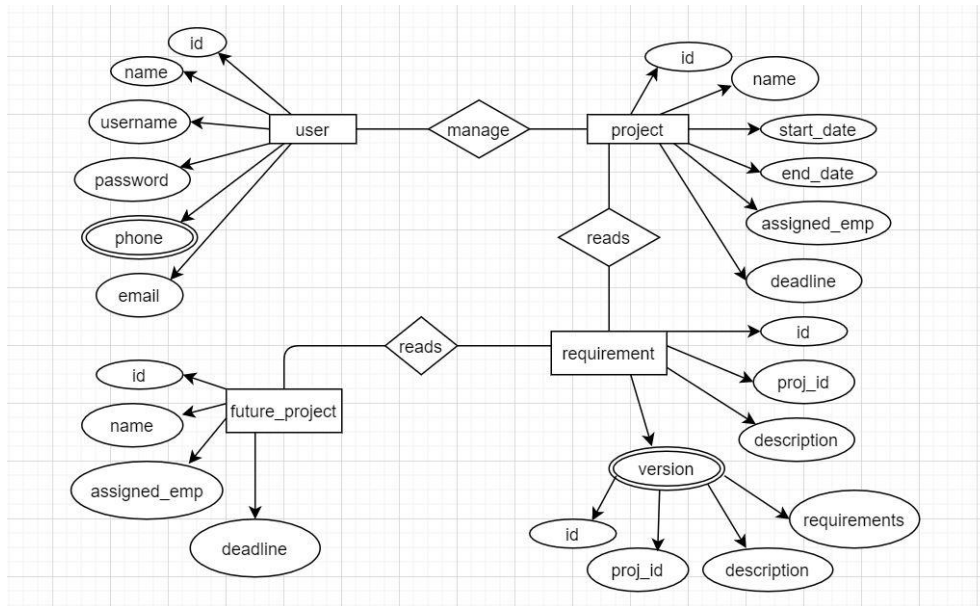 id
name
username
password
phone
email
user
manage
project
id
name
start_date
end_date
assigned_emp
deadline
reads
requirement
id
proj_id
description
version
id
proj_id
description
requirements
reads
future_project
id
name
assigned_emp
deadline